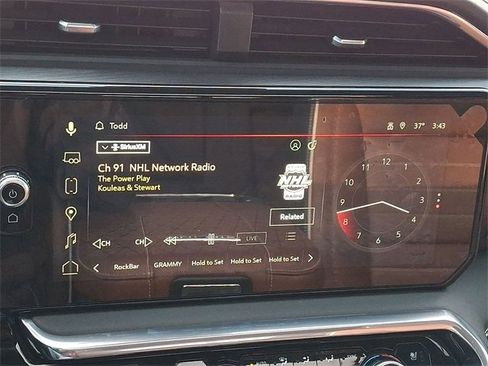 Todd
37° 3:43
SiriusXM
Ch 91 NHL Network Radio
The Power Play
Kouleas & Stewart
NHL
RADIO
Related
CH CH LIVE
RockBar GRAMMY Hold to Set Hold to Set Hold to Set
12
11 1
10 2
9 3
8 4
7 5
6